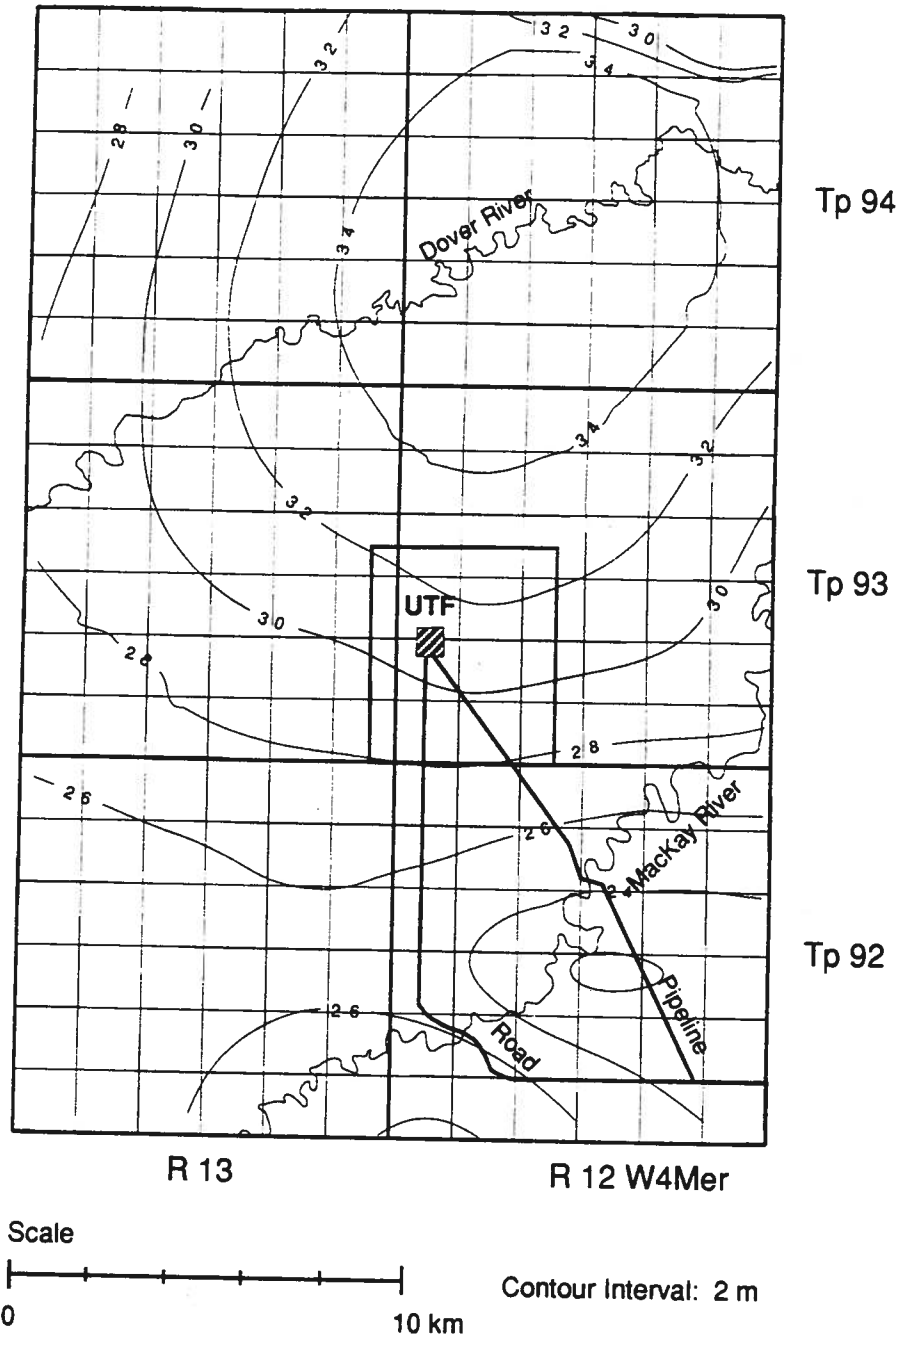 32
32
30
34
28
30
Tp 94
Dover River
34
34
32
32
Tp 93
UTF
30
30
28
28
26
MacKay River
26
Tp 92
Pipeline
26
Road
R 13
R 12 W4Mer
Scale
0
10 km
Contour Interval: 2 m